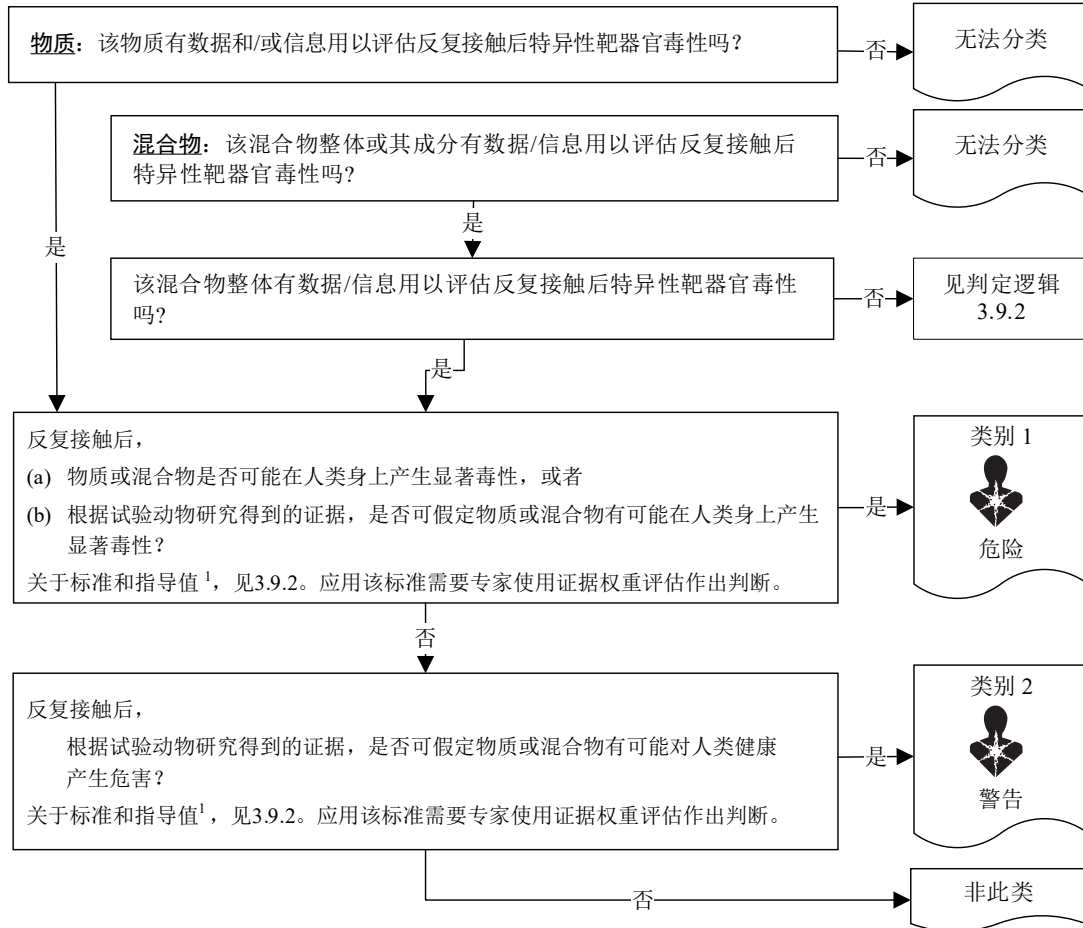 物质：该物质有数据和/或信息用以评估反复接触后特异性靶器官毒性吗?
否
无法分类
混合物：该混合物整体或其成分有数据/信息用以评估反复接触后
特异性靶器官毒性吗?
否
无法分类
是
是
该混合物整体有数据/信息用以评估反复接触后特异性靶器官毒性
吗?
否
见判定逻辑
3.9.2
是
反复接触后，
(a) 物质或混合物是否可能在人类身上产生显著毒性，或者
(b) 根据试验动物研究得到的证据，是否可假定物质或混合物有可能在人类身上产生
显著毒性？
关于标准和指导值1，见3.9.2。应用该标准需要专家使用证据权重评估作出判断。
是
类别 1
危险
否
反复接触后，
根据试验动物研究得到的证据，是否可假定物质或混合物有可能对人类健康
产生危害？
关于标准和指导值1，见3.9.2。应用该标准需要专家使用证据权重评估作出判断。
是
类别 2
警告
否
非此类